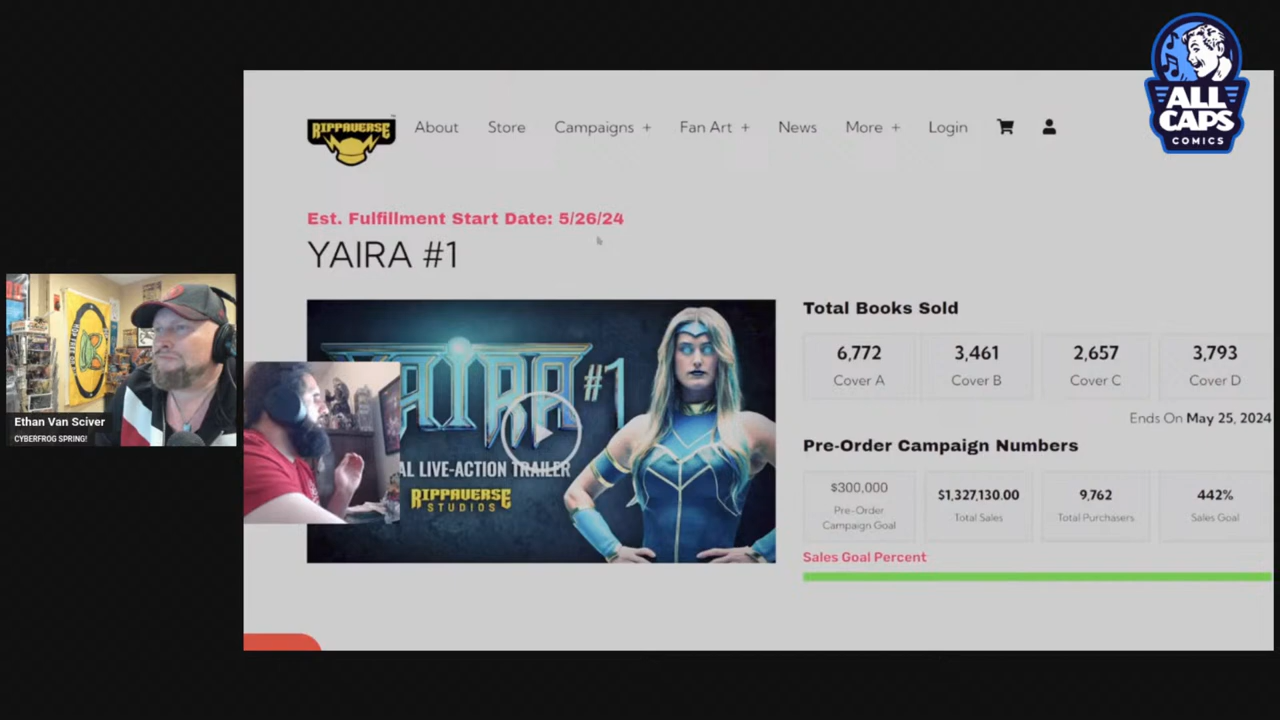 ALL
CAPS
COMICS
RIPPAVERSE
About
Store
Campaigns +
Fan Art +
News
More +
Login
Est. Fulfillment Start Date: 5/26/24
YAIRA #1
Total Books Sold
6,772
Cover A
3,461
Cover B
2,657
Cover C
3,793
Cover D
Ends On May 25, 2024
Pre-Order Campaign Numbers
$300,000
Pre-Order
Campaign Goal
$1,327,130.00
Total Sales
9,762
Total Purchasers
442%
Sales Goal
Sales Goal Percent
YAIRA #1
AL LIVE-ACTION TRAILER
RIPPAVERSE
STUDIOS
Ethan Van Sciver
CYBERFROG SPRING!